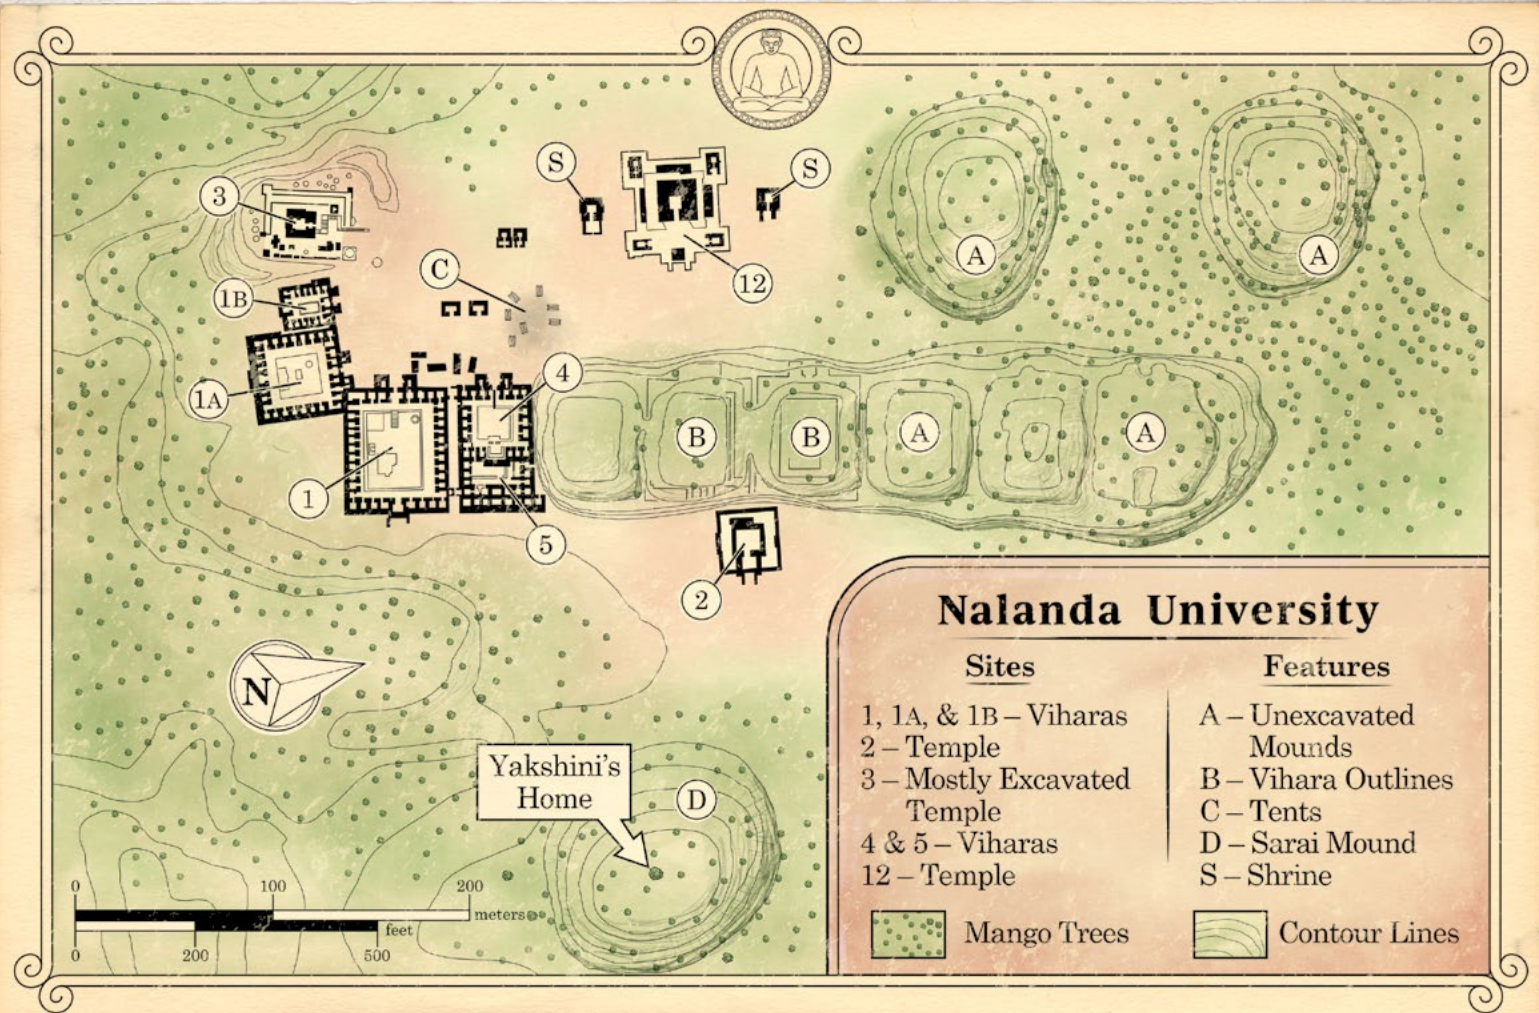 S
S
3
A
A
C
12
1B
4
1A
B
B
A
A
1
5
2
Nalanda University
Sites
1, 1A, & 1B – Viharas
2 – Temple
3 – Mostly Excavated
Temple
4 & 5 – Viharas
12 – Temple
Features
A – Unexcavated
Mounds
B – Vihara Outlines
C – Tents
D – Sarai Mound
S – Shrine
Mango Trees
Contour Lines
N
Yakshini's
Home
D
0 100 200
meters
feet
0 200 500